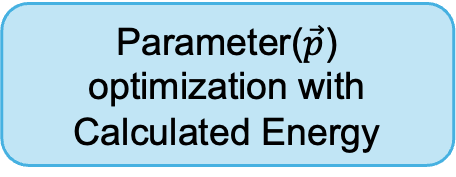 Parameter(p⃗)
optimization with
Calculated Energy